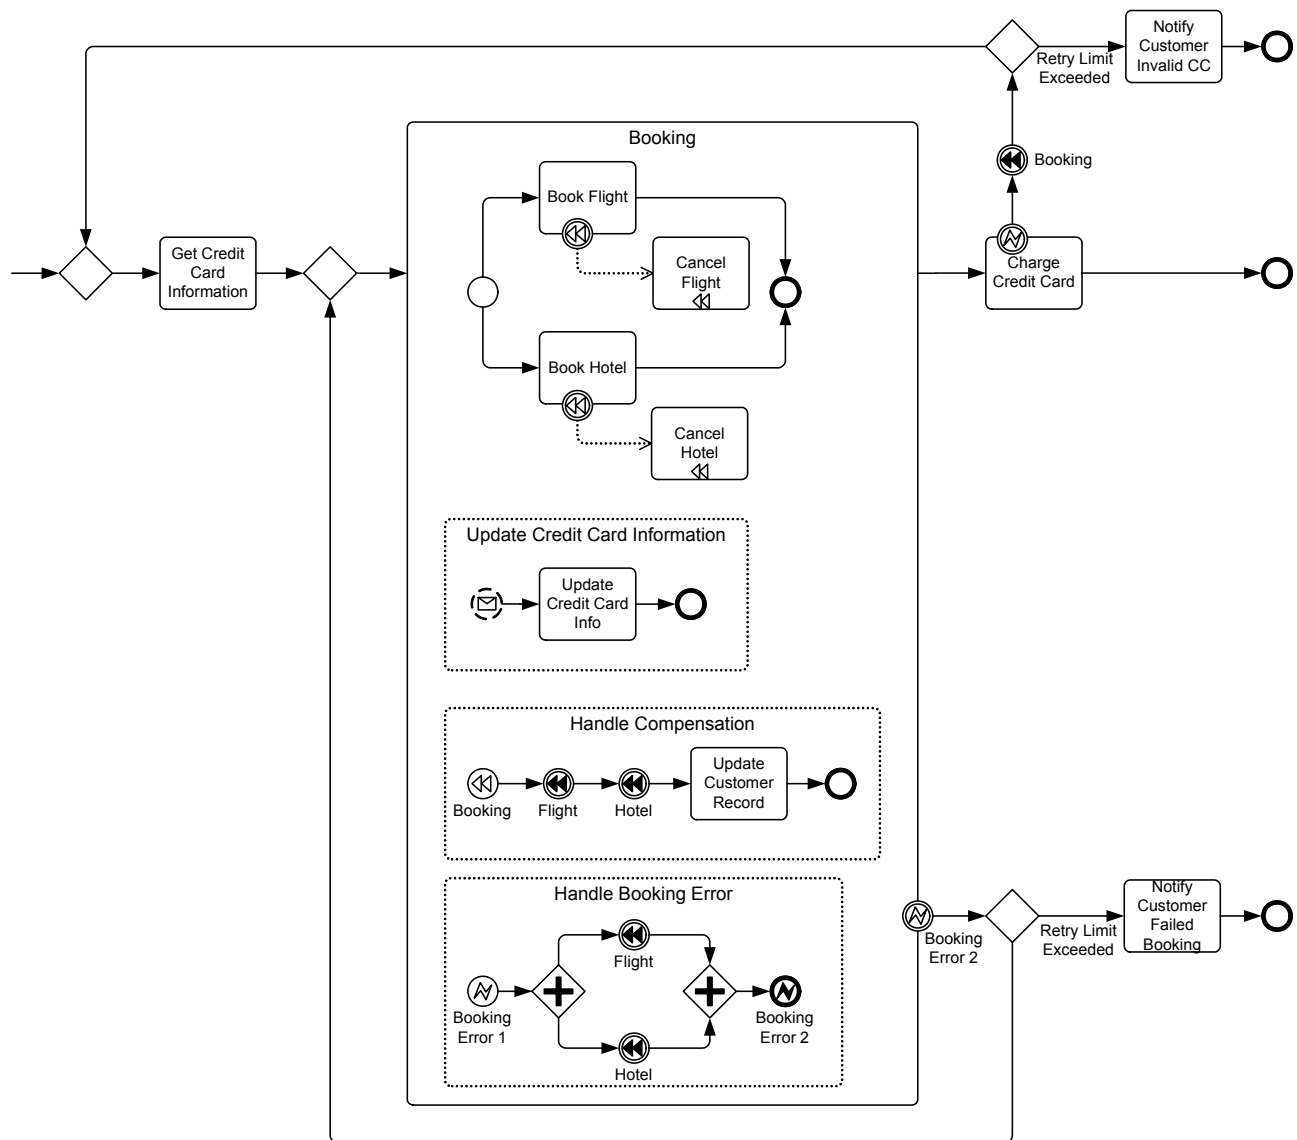 Notify
Customer
Invalid CC
Retry Limit
Exceeded
Booking
Booking
Book Flight
Get Credit
Card
Information
Cancel
Flight
Charge
Credit Card
Book Hotel
Cancel
Hotel
Update Credit Card Information
Update
Credit Card
Info
Handle Compensation
Update
Customer
Record
Booking
Flight
Hotel
Handle Booking Error
Flight
Booking
Error 1
Booking
Error 2
Hotel
Booking
Error 2
Retry Limit
Exceeded
Notify
Customer
Failed
Booking